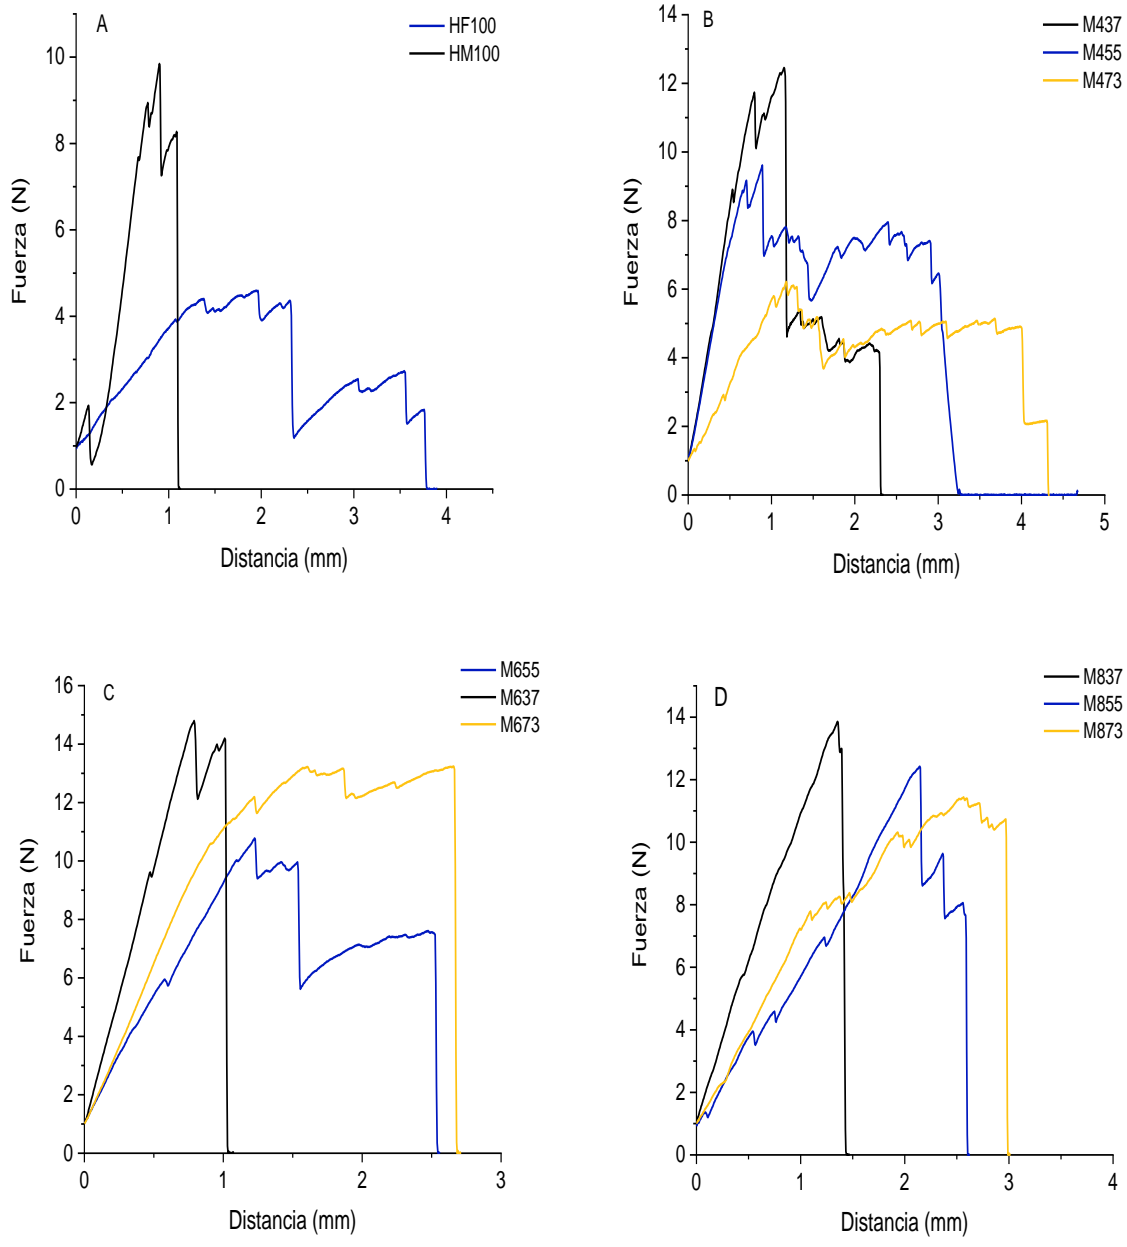 A
HF100
HM100
10
8
6
4
2
0
Fuerza (N)
0 1 2 3 4
Distancia (mm)
B
M437
M455
M473
14
12
10
8
6
4
2
0
Fuerza (N)
0 1 2 3 4 5
Distancia (mm)
C
M655
M637
M673
16
14
12
10
8
6
4
2
0
Fuerza (N)
0 1 2 3
Distancia (mm)
D
M837
M855
M873
14
12
10
8
6
4
2
0
Fuerza (N)
0 1 2 3 4
Distancia (mm)